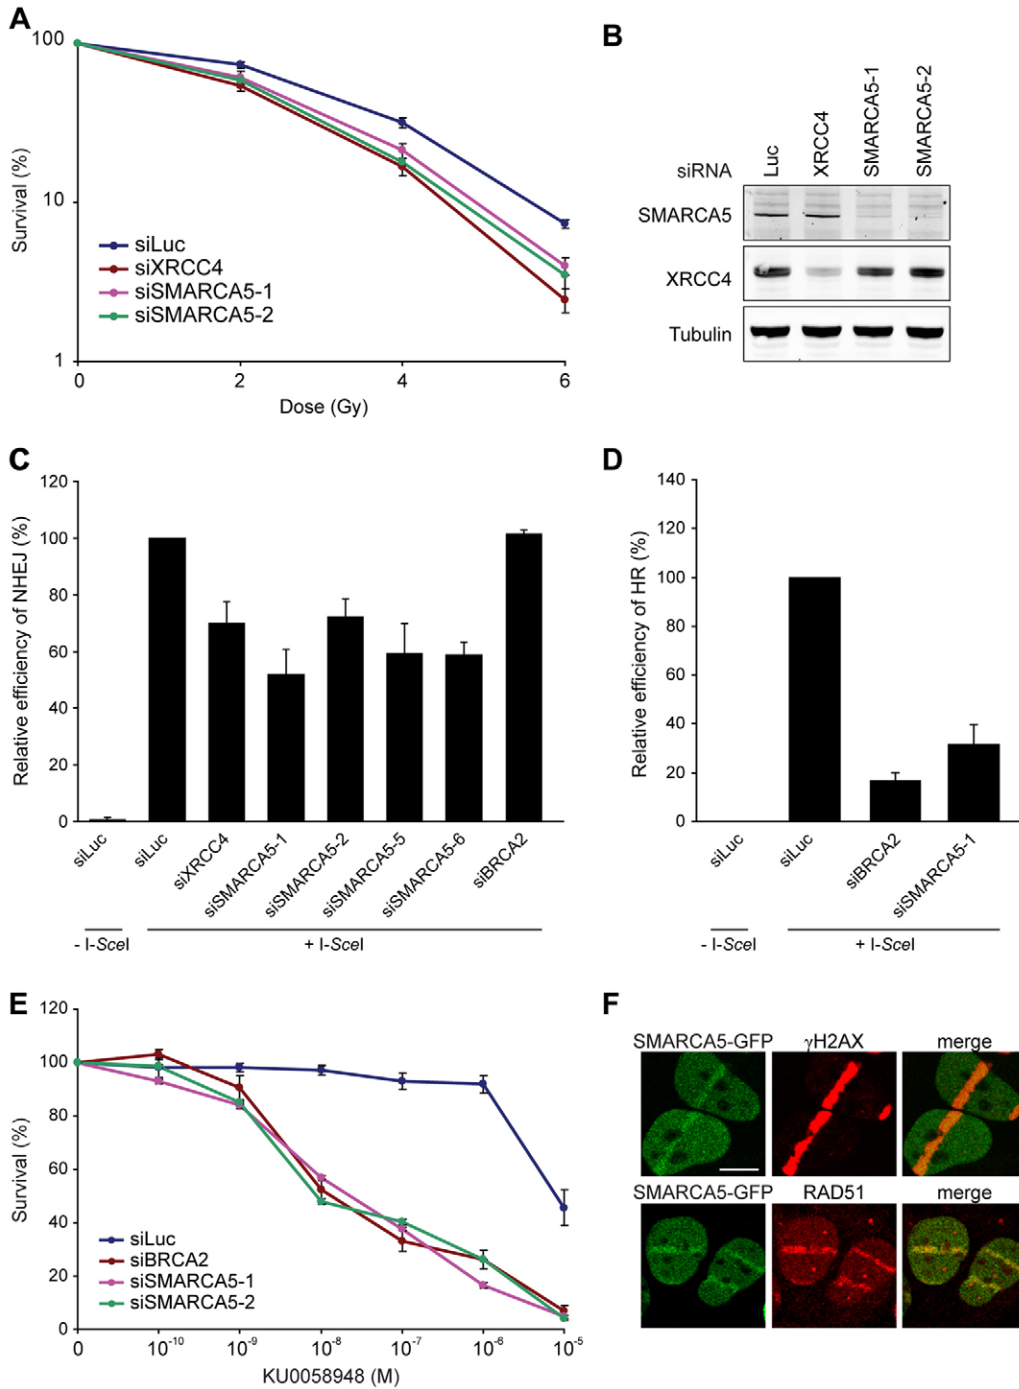 A
100
10
1
Survival (%)
siLuc
siXRCC4
siSMARCA5-1
siSMARCA5-2
0 2 4 6
Dose (Gy)
B
siRNA Luc XRCC4 SMARCA5-1 SMARCA5-2
SMARCA5
XRCC4
Tubulin
C
Relative efficiency of NHEJ (%)
120
100
80
60
40
20
0
siLuc siLuc siXRCC4 siSMARCA5-1 siSMARCA5-2 siSMARCA5-5 siSMARCA5-6 siBRCA2
- I-SceI + I-SceI
D
Relative efficiency of HR (%)
140
120
100
80
60
40
20
0
siLuc siLuc siBRCA2 siSMARCA5-1
- I-SceI + I-SceI
E
Survival (%)
120
100
80
60
40
20
0
siLuc
siBRCA2
siSMARCA5-1
siSMARCA5-2
0 10⁻¹⁰ 10⁻⁹ 10⁻⁸ 10⁻⁷ 10⁻⁶ 10⁻⁵
KU0058948 (M)
F
SMARCA5-GFP γH2AX merge
SMARCA5-GFP RAD51 merge